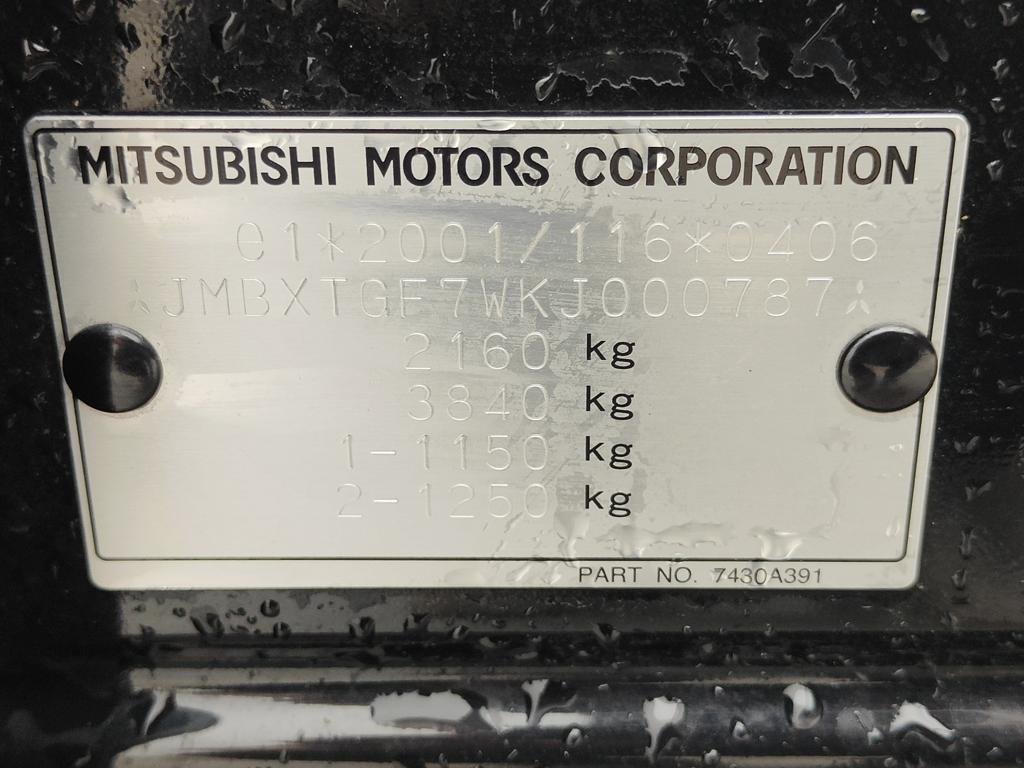 MITSUBISHI MOTORS CORPORATION
e1*2001/116*0406
JMBXTGF7WKJ000787
2160 kg
3840 kg
1-1150 kg
2-1250 kg
PART NO. 7430A391